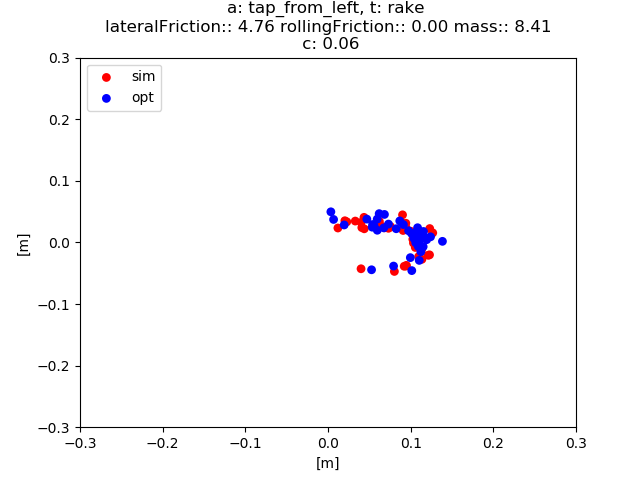 a: tap_from_left, t: rake
lateralFriction:: 4.76 rollingFriction:: 0.00 mass:: 8.41
c: 0.06
sim
opt
0.3
0.2
0.1
0.0
−0.1
−0.2
−0.3
[m]
−0.3 −0.2 −0.1 0.0 0.1 0.2 0.3
[m]